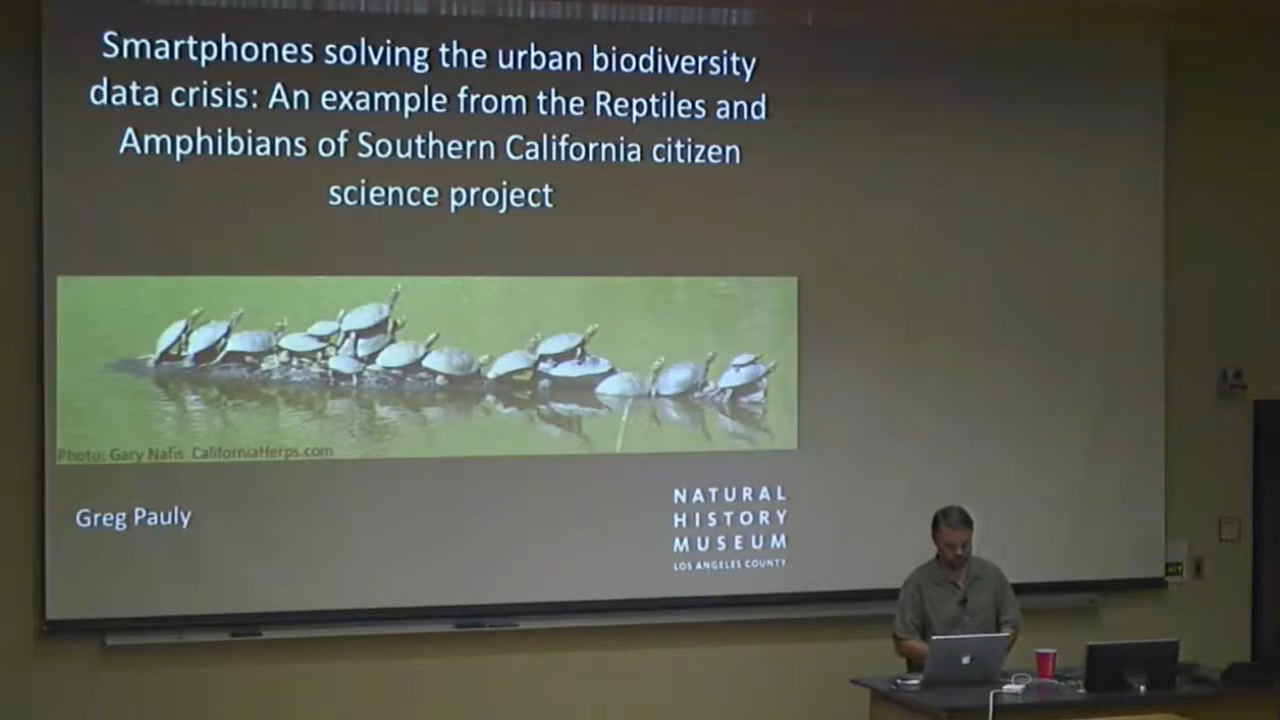 Smartphones solving the urban biodiversity
data crisis: An example from the Reptiles and
Amphibians of Southern California citizen
science project
Photo: Gary Nafis CaliforniaHerps.com
Greg Pauly
NATURAL
HISTORY
MUSEUM
LOS ANGELES COUNTY